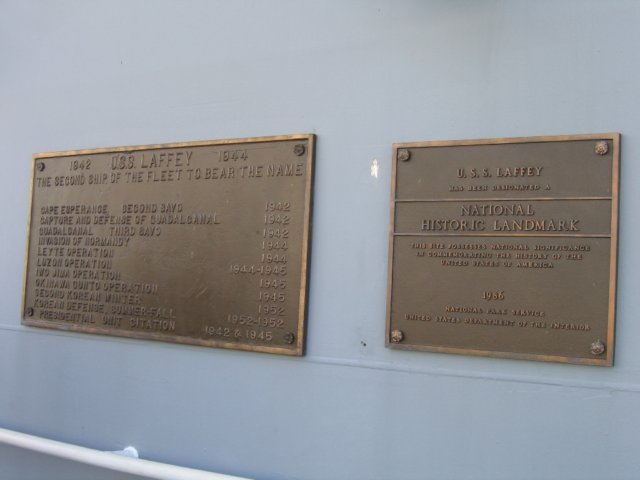 1942 U.S.S. LAFFEY 1944
THE SECOND SHIP OF THE FLEET TO BEAR THE NAME
CAPE ESPERANCE, SECOND SAVO 1942
CAPTURE AND DEFENSE OF GUADALCANAL 1942
GUADALCANAL THIRD SAVO 1942
INVASION OF NORMANDY 1944
LEYTE OPERATION 1944
LUZON OPERATION 1944-1945
IWO JIMA OPERATION 1945
OKINAWA GUNTO OPERATION 1945
SECOND KOREAN WINTER 1952
KOREAN DEFENSE, SUMMER-FALL 1952-1952
PRESIDENTIAL UNIT CITATION 1942 & 1945
U. S. S. LAFFEY
HAS BEEN DESIGNATED A
NATIONAL
HISTORIC LANDMARK
THIS SITE POSSESSES NATIONAL SIGNIFICANCE
IN COMMEMORATING THE HISTORY OF THE
UNITED STATES OF AMERICA
1986
NATIONAL PARK SERVICE
UNITED STATES DEPARTMENT OF THE INTERIOR